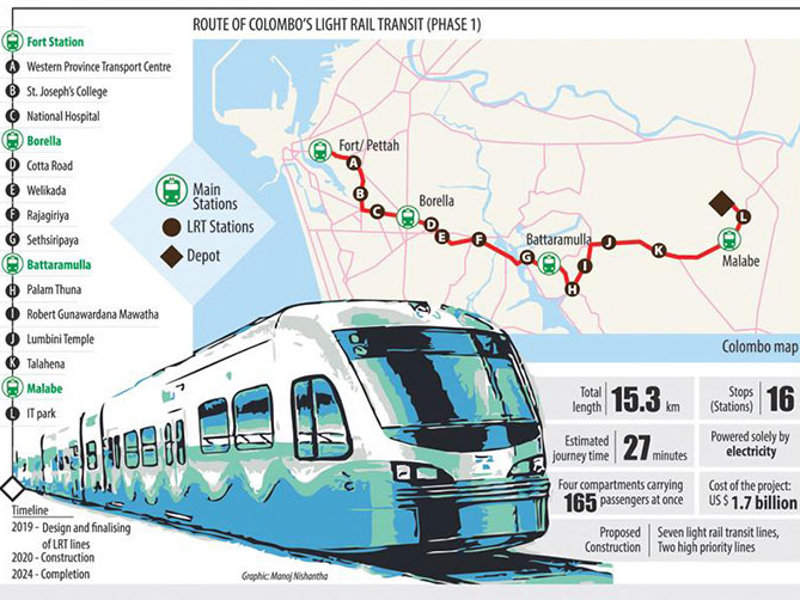 ROUTE OF COLOMBO'S LIGHT RAIL TRANSIT (PHASE 1)
Fort Station
A Western Province Transport Centre
B St. Joseph's College
C National Hospital
Borella
D Cotta Road
E Welikada
F Rajagiriya
G Sethsiripaya
Battaramulla
H Palam Thuna
I Robert Gunawardana Mawatha
J Lumbini Temple
K Talahena
Malabe
L IT park
Main
Stations
LRT Stations
Depot
Fort/ Pettah
A
B
C
Borella
D
E
F
G
Battaramulla
H
I
J
K
L
Malabe
Colombo map
Total
length
15.3 km
Stops
(Stations)
16
Estimated
journey time
27 minutes
Powered solely by
electricity
Four compartments carrying
165 passengers at once
Cost of the project:
US $ 1.7 billion
Proposed
Construction
Seven light rail transit lines,
Two high priority lines
Timeline
2019 - Design and finalising
of LRT lines
2020 - Construction
2024 - Completion
Graphic: Manoj Nishantha